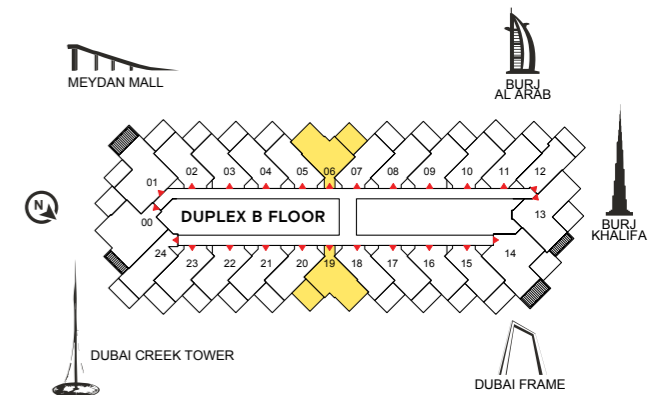 MEYDAN MALL
BURJ
AL ARAB
02 03 04 05 06 07 08 09 10 11 12
01
N
00
DUPLEX B FLOOR
13
BURJ
KHALIFA
24
14
23 22 21 20 19 18 17 16 15
DUBAI CREEK TOWER
DUBAI FRAME